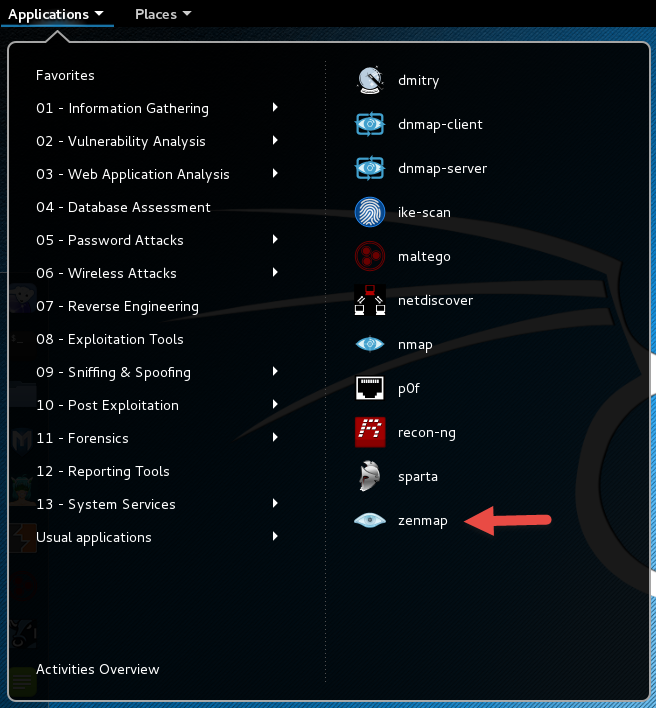 Applications Places
Favorites
01 - Information Gathering
02 - Vulnerability Analysis
03 - Web Application Analysis
04 - Database Assessment
05 - Password Attacks
06 - Wireless Attacks
07 - Reverse Engineering
08 - Exploitation Tools
09 - Sniffing & Spoofing
10 - Post Exploitation
11 - Forensics
12 - Reporting Tools
13 - System Services
Usual applications
Activities Overview
dmitry
dnmap-client
dnmap-server
ike-scan
maltego
netdiscover
nmap
p0f
recon-ng
sparta
zenmap